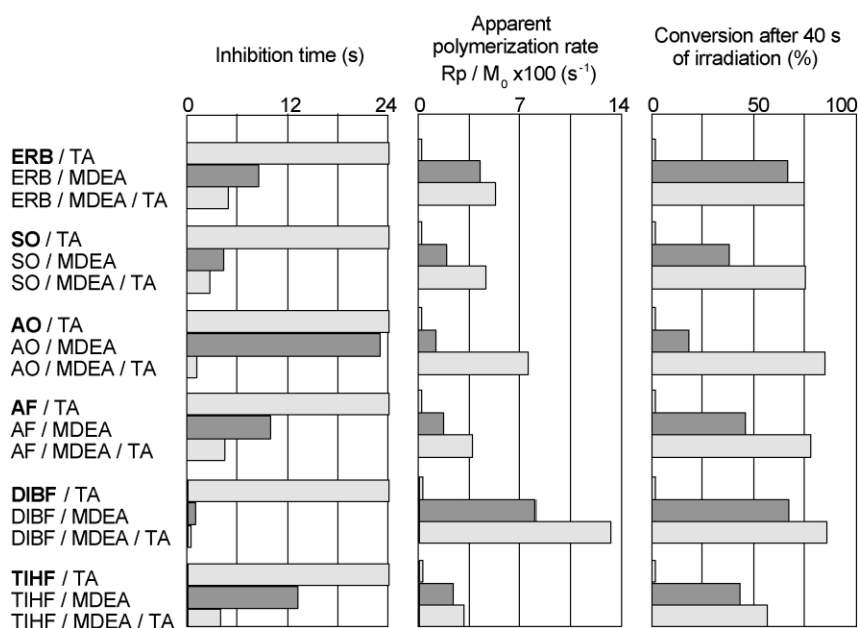 Inhibition time (s)
Apparent
polymerization rate
Rp / M₀ x100 (s⁻¹)
Conversion after 40 s
of irradiation (%)
0 12 24
0 7 14
0 50 100
ERB / TA
ERB / MDEA
ERB / MDEA / TA
SO / TA
SO / MDEA
SO / MDEA / TA
AO / TA
AO / MDEA
AO / MDEA / TA
AF / TA
AF / MDEA
AF / MDEA / TA
DIBF / TA
DIBF / MDEA
DIBF / MDEA / TA
TIHF / TA
TIHF / MDEA
TIHF / MDEA / TA